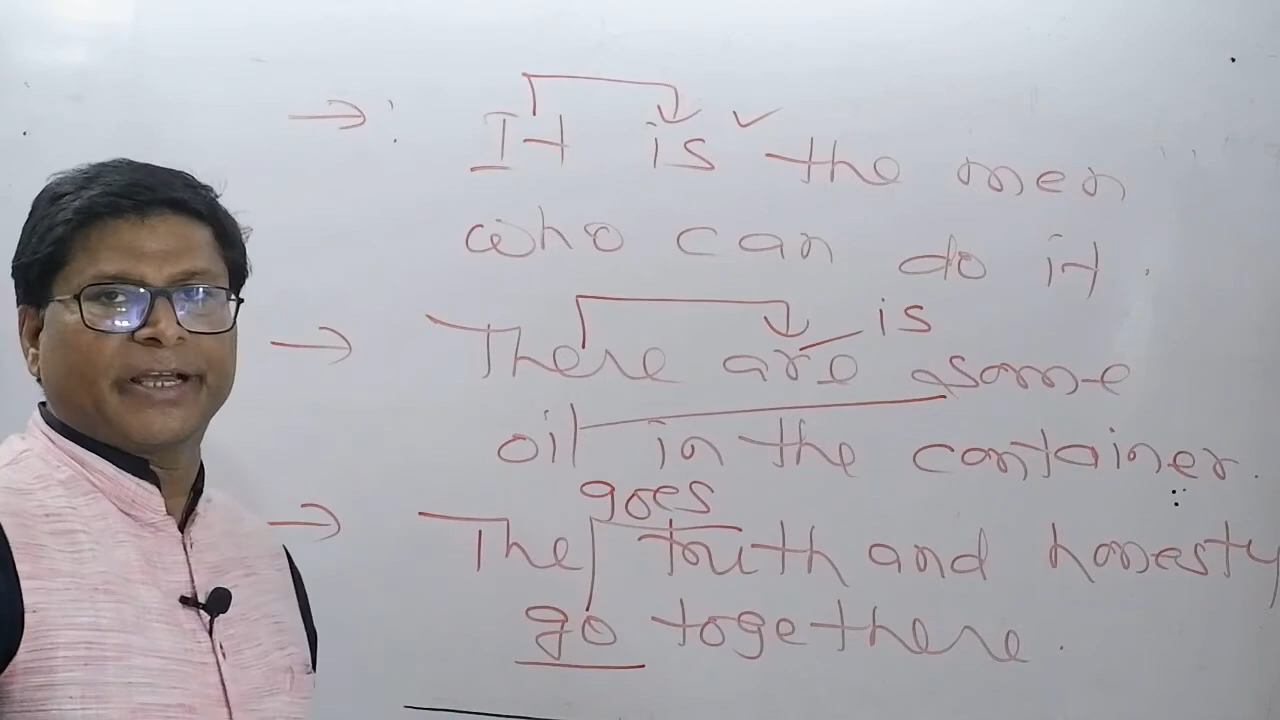 →: It is ✓ the men
who can do it.
→ There are is some
oil in the container.
goes
→ The truth and honesty
go together.